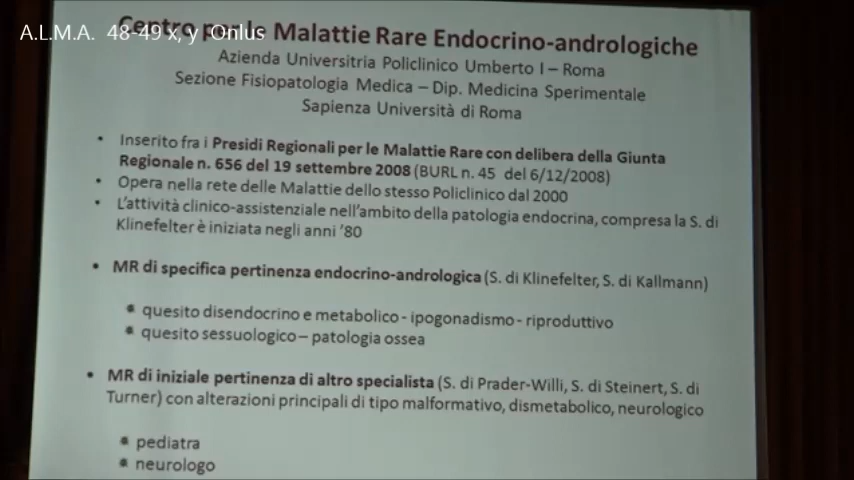 A.L.M.A. 48-49 x, y Onlus
Centro per le Malattie Rare Endocrino-andrologiche
Azienda Universitria Policlinico Umberto I – Roma
Sezione Fisiopatologia Medica – Dip. Medicina Sperimentale
Sapienza Università di Roma
• Inserito fra i Presidi Regionali per le Malattie Rare con delibera della Giunta
Regionale n. 656 del 19 settembre 2008 (BURL n. 45 del 6/12/2008)
• Opera nella rete delle Malattie dello stesso Policlinico dal 2000
• L'attività clinico-assistenziale nell'ambito della patologia endocrina, compresa la S. di
Klinefelter è iniziata negli anni '80
• MR di specifica pertinenza endocrino-andrologica (S. di Klinefelter, S. di Kallmann)
quesito disendocrino e metabolico - ipogonadismo - riproduttivo
quesito sessuologico – patologia ossea
• MR di iniziale pertinenza di altro specialista (S. di Prader-Willi, S. di Steinert, S. di
Turner) con alterazioni principali di tipo malformativo, dismetabolico, neurologico
pediatra
neurologo